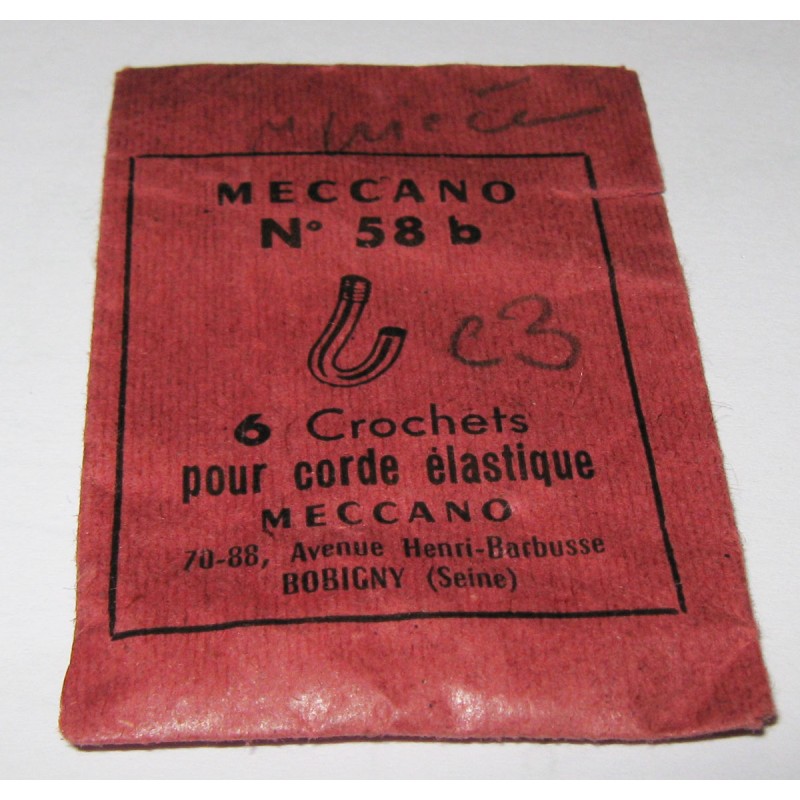 MECCANO
N° 58 b
c3
6 Crochets
pour corde élastique
MECCANO
70-88, Avenue Henri-Barbusse
BOBIGNY (Seine)